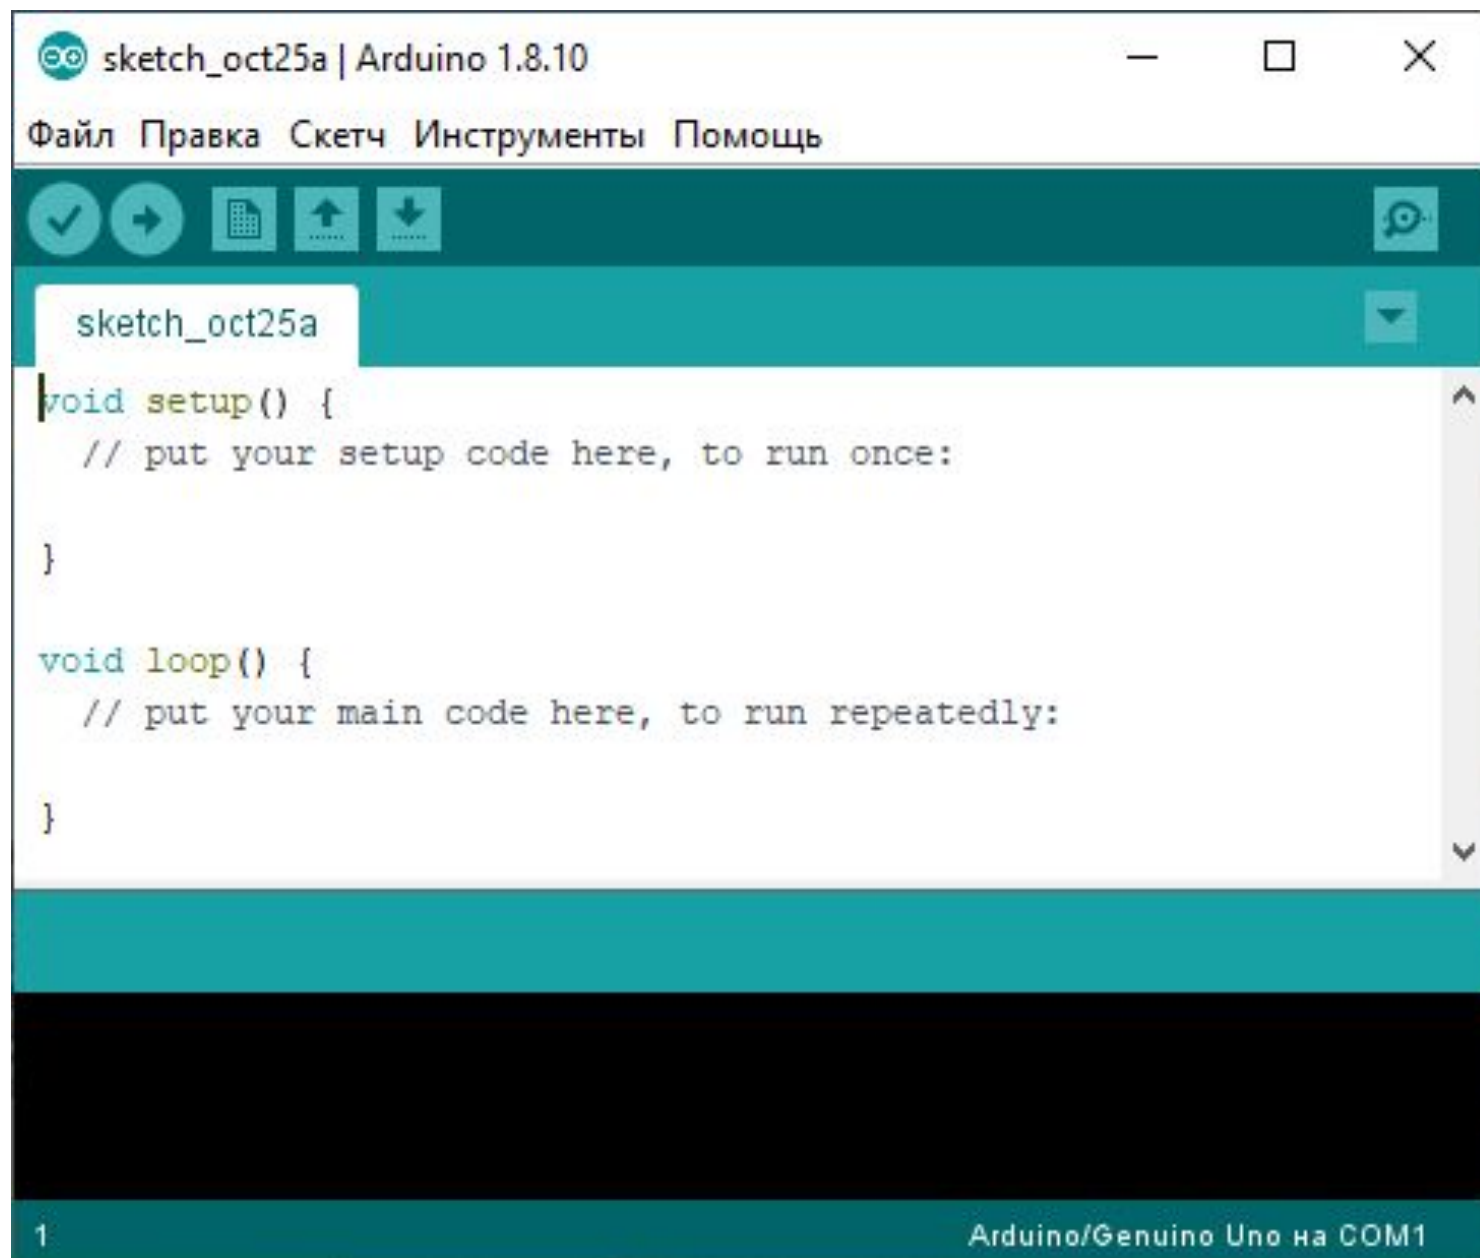 sketch_oct25a | Arduino 1.8.10
Файл Правка Скетч Инструменты Помощь
sketch_oct25a
void setup() {
  // put your setup code here, to run once:
}
void loop() {
  // put your main code here, to run repeatedly:
}
1 Arduino/Genuino Uno на COM1